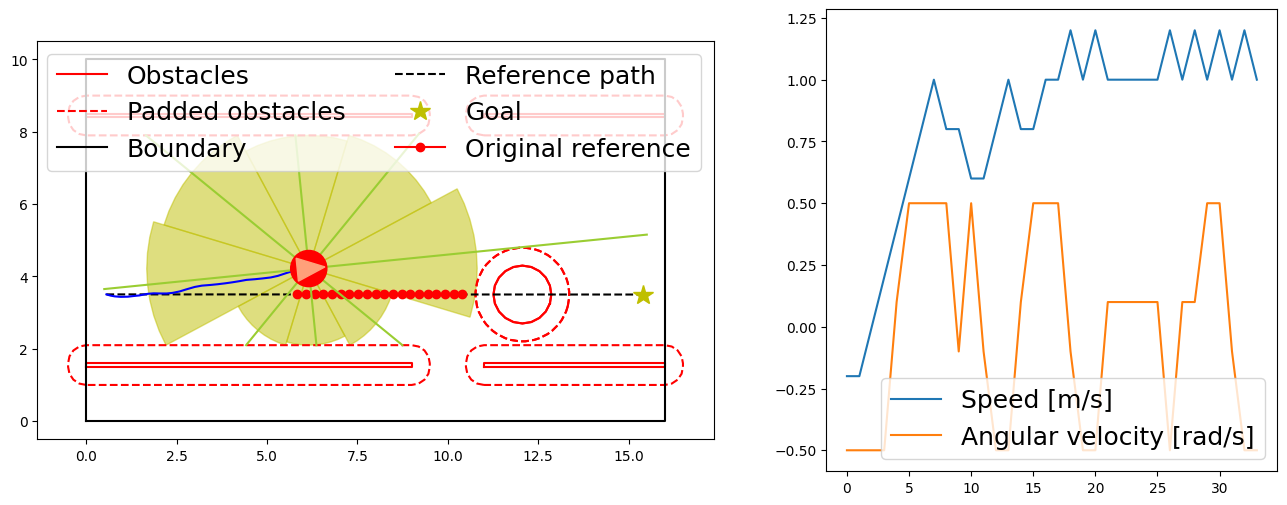 Obstacles
Padded obstacles
Boundary
Reference path
Goal
Original reference
10
8
6
4
2
0
0.0 2.5 5.0 7.5 10.0 12.5 15.0
1.25
1.00
0.75
0.50
0.25
0.00
−0.25
−0.50
Speed [m/s]
Angular velocity [rad/s]
0 5 10 15 20 25 30